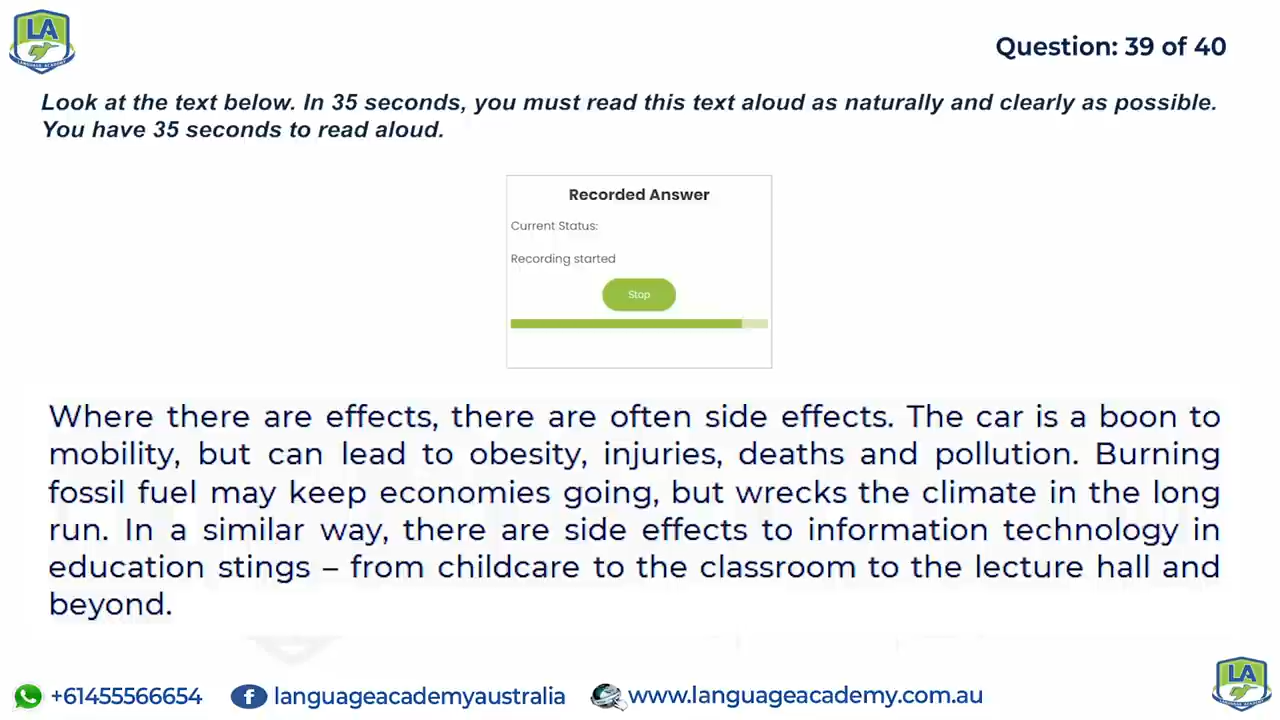 LA
LANGUAGE ACADEMY
Question: 39 of 40
Look at the text below. In 35 seconds, you must read this text aloud as naturally and clearly as possible.
You have 35 seconds to read aloud.
Recorded Answer
Current Status:
Recording started
Stop
Where there are effects, there are often side effects. The car is a boon to
mobility, but can lead to obesity, injuries, deaths and pollution. Burning
fossil fuel may keep economies going, but wrecks the climate in the long
run. In a similar way, there are side effects to information technology in
education stings – from childcare to the classroom to the lecture hall and
beyond.
+61455566654
languageacademyaustralia
www.languageacademy.com.au
LA